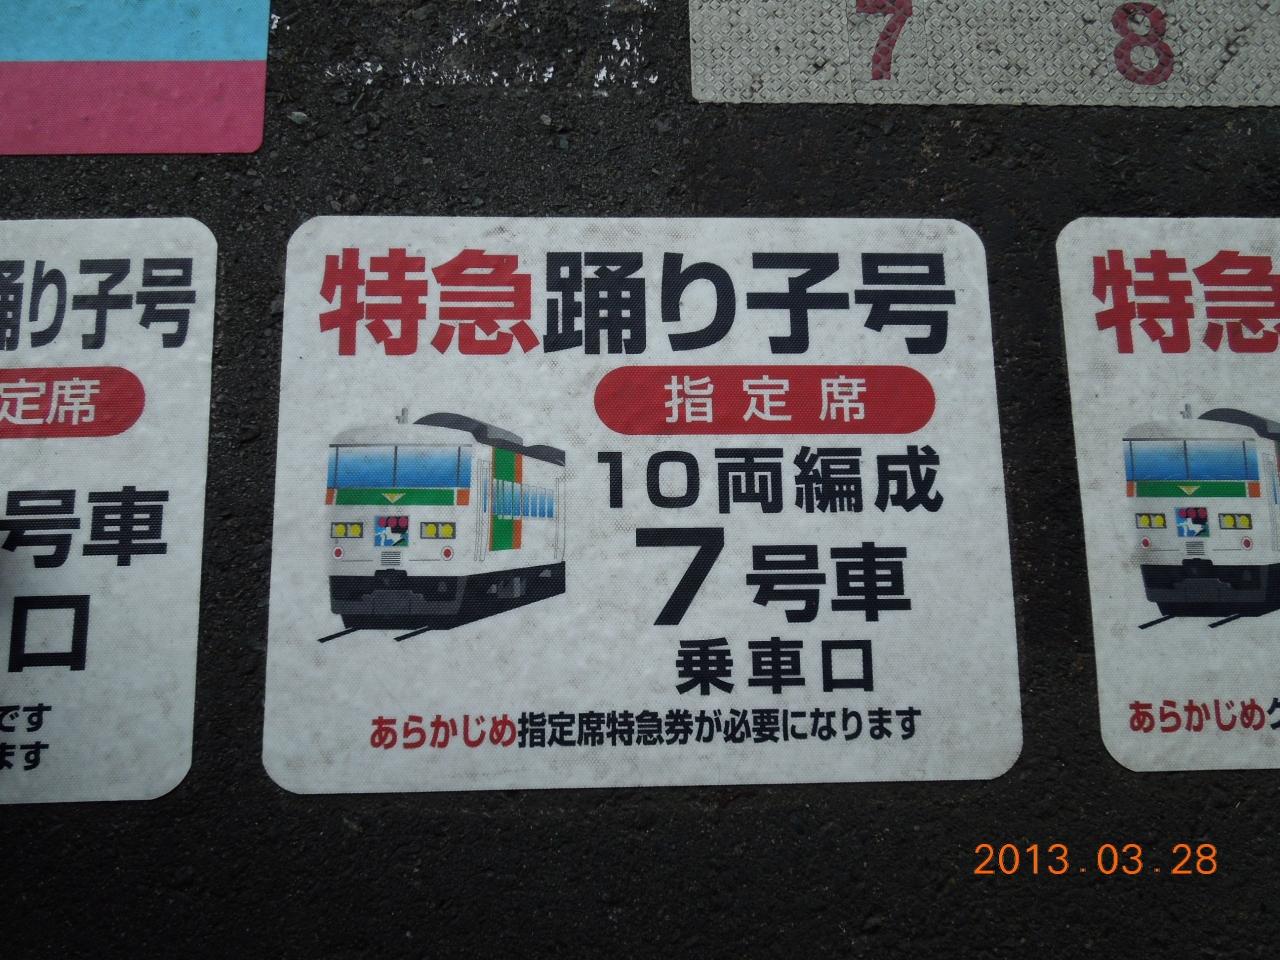 7
8
踊り子号
定席
号車
口
です
ます
特急踊り子号
指定席
10両編成
7号車
乗車口
あらかじめ指定席特急券が必要になります
特急
あらかじめ
2013.03.28